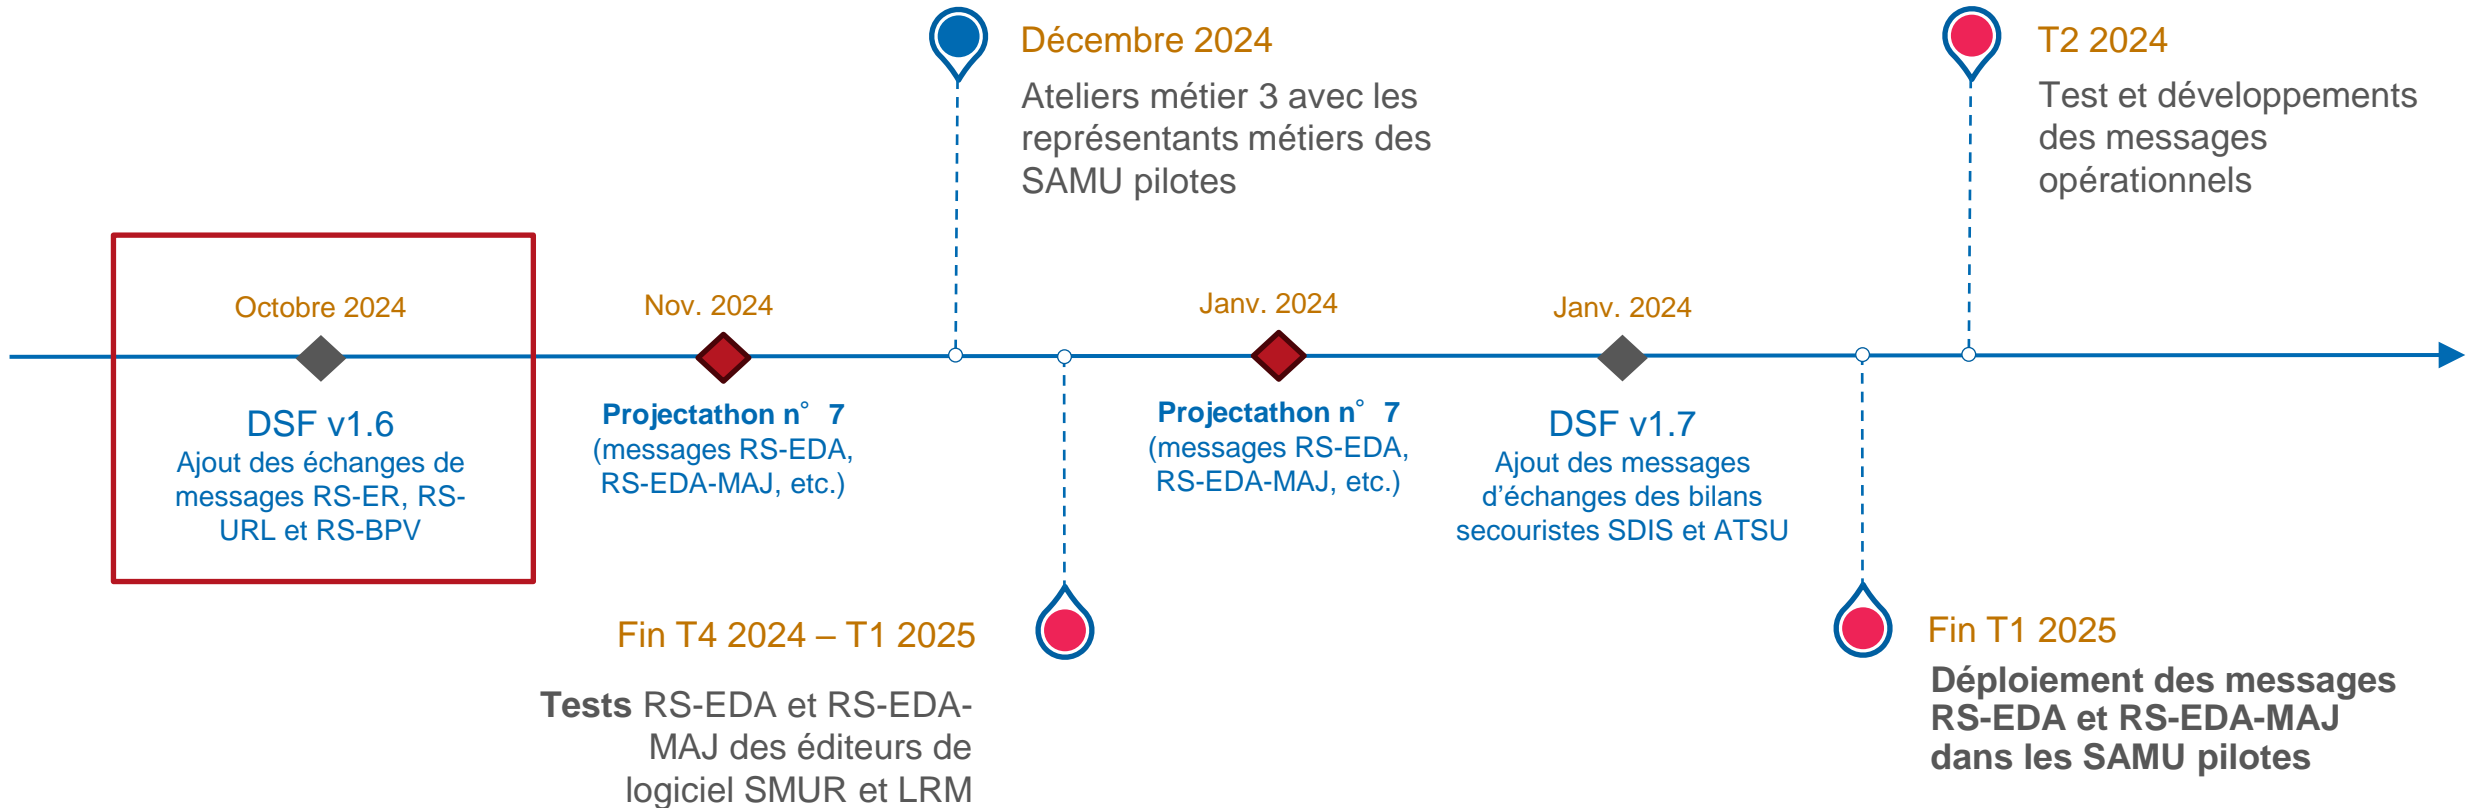 Décembre 2024
Ateliers métier 3 avec les
représentants métiers des
SAMU pilotes
T2 2024
Test et développements
des messages
opérationnels
Octobre 2024
DSF v1.6
Ajout des échanges de
messages RS-ER, RS-
URL et RS-BPV
Nov. 2024
Projectathon n° 7
(messages RS-EDA,
RS-EDA-MAJ, etc.)
Janv. 2024
Projectathon n° 7
(messages RS-EDA,
RS-EDA-MAJ, etc.)
Janv. 2024
DSF v1.7
Ajout des messages
d’échanges des bilans
secouristes SDIS et ATSU
Fin T4 2024 – T1 2025
Tests RS-EDA et RS-EDA-
MAJ des éditeurs de
logiciel SMUR et LRM
Fin T1 2025
Déploiement des messages
RS-EDA et RS-EDA-MAJ
dans les SAMU pilotes